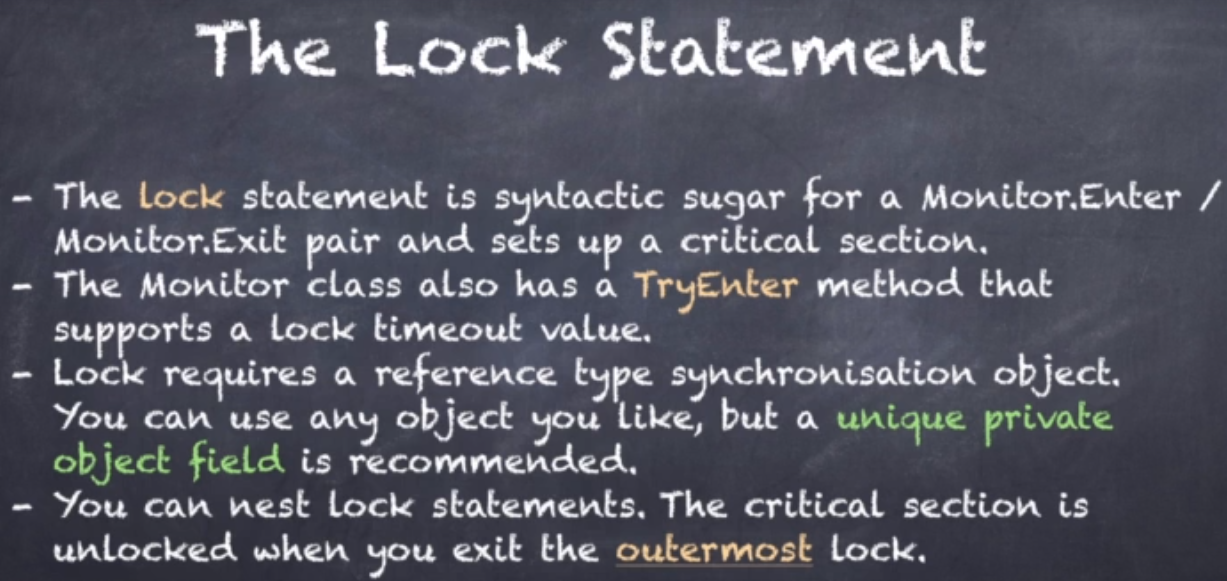 The Lock Statement
- The lock statement is syntactic sugar for a Monitor.Enter /
Monitor.Exit pair and sets up a critical section.
- The Monitor class also has a TryEnter method that
supports a lock timeout value.
- Lock requires a reference type synchronisation object.
You can use any object you like, but a unique private
object field is recommended.
- You can nest lock statements. The critical section is
unlocked when you exit the outermost lock.